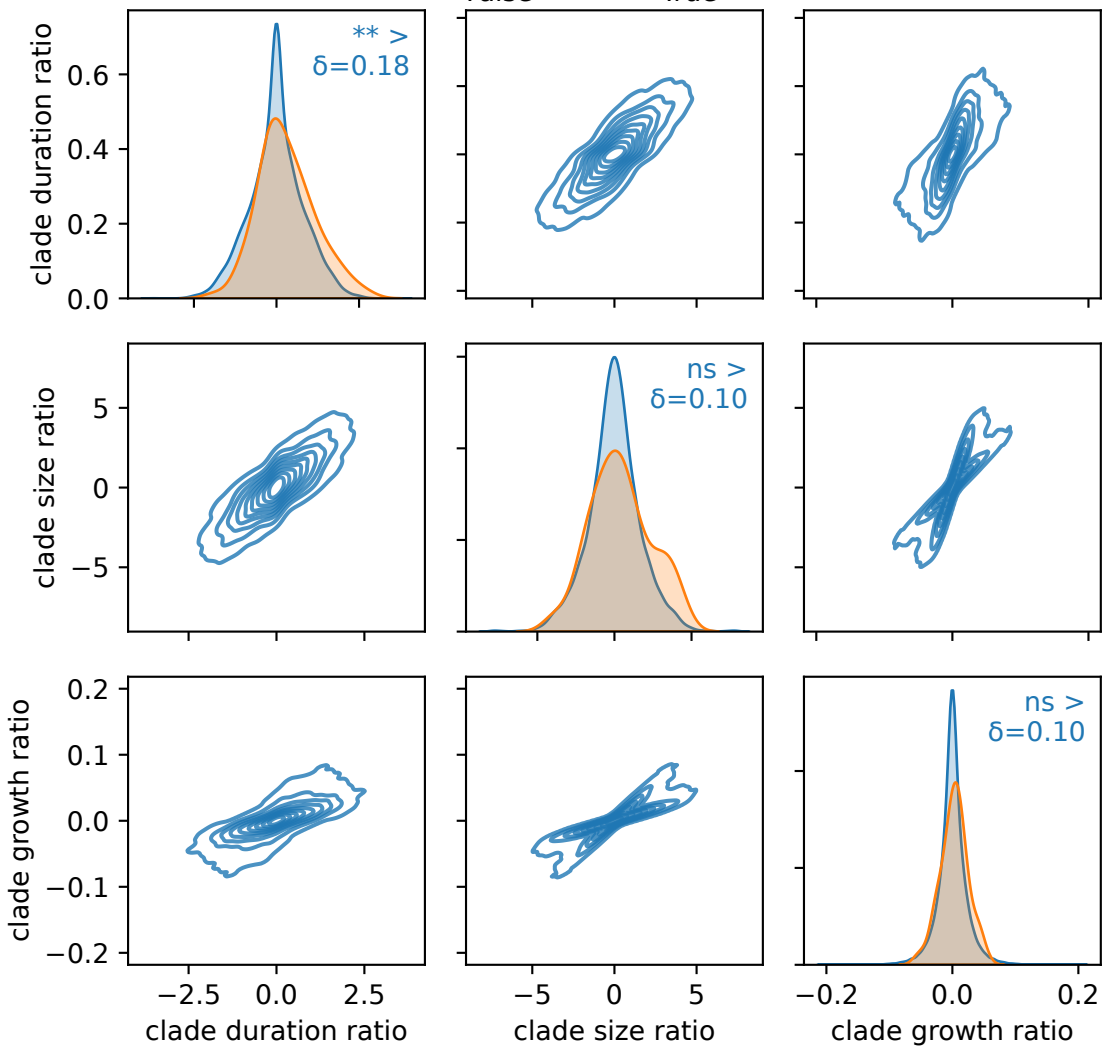 clade duration ratio
0.6
0.4
0.2
0.0
** >
δ=0.18
clade size ratio
5
0
−5
ns >
δ=0.10
clade growth ratio
0.2
0.1
0.0
−0.1
−0.2
ns >
δ=0.10
−2.5
0.0
2.5
−5
0
5
−0.2
0.0
0.2
clade duration ratio
clade size ratio
clade growth ratio